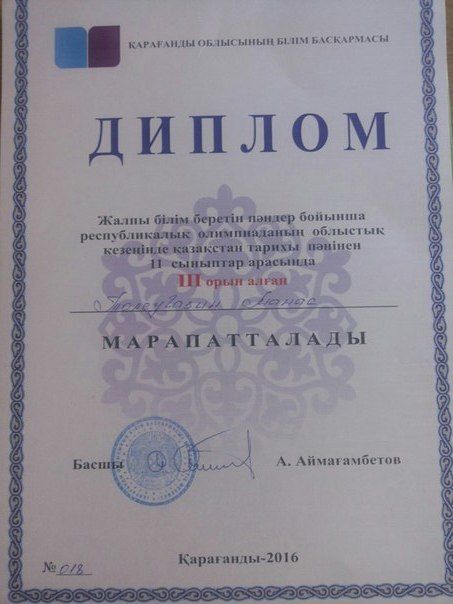 ҚАРАҒАНДЫ ОБЛЫСЫНЫҢ БІЛІМ БАСҚАРМАСЫ
ДИПЛОМ
Жалпы білім беретін пәндер бойынша
республикалық олимпиаданың облыстық
кезеңінде қазақстан тарихы пәнінен
11 сыныптар арасында
III орын алған
МАРАПАТТАЛАДЫ
Басшы А. Аймағамбетов
№ 018
Қарағанды-2016